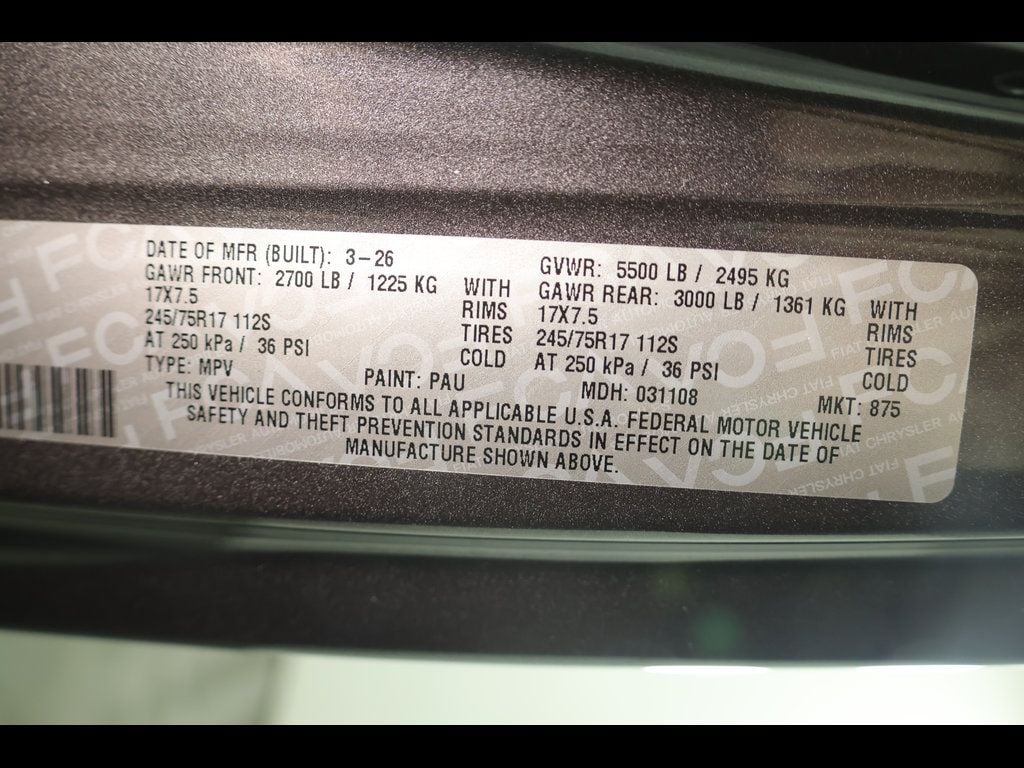 DATE OF MFR (BUILT): 3-26
GVWR: 5500 LB / 2495 KG
GAWR FRONT: 2700 LB / 1225 KG WITH
GAWR REAR: 3000 LB / 1361 KG WITH
17X7.5 RIMS
17X7.5 RIMS
245/75R17 112S TIRES
245/75R17 112S TIRES
AT 250 kPa / 36 PSI COLD
AT 250 kPa / 36 PSI COLD
TYPE: MPV
PAINT: PAU
MDH: 031108
MKT: 875
THIS VEHICLE CONFORMS TO ALL APPLICABLE U.S.A. FEDERAL MOTOR VEHICLE
SAFETY AND THEFT PREVENTION STANDARDS IN EFFECT ON THE DATE OF
MANUFACTURE SHOWN ABOVE.